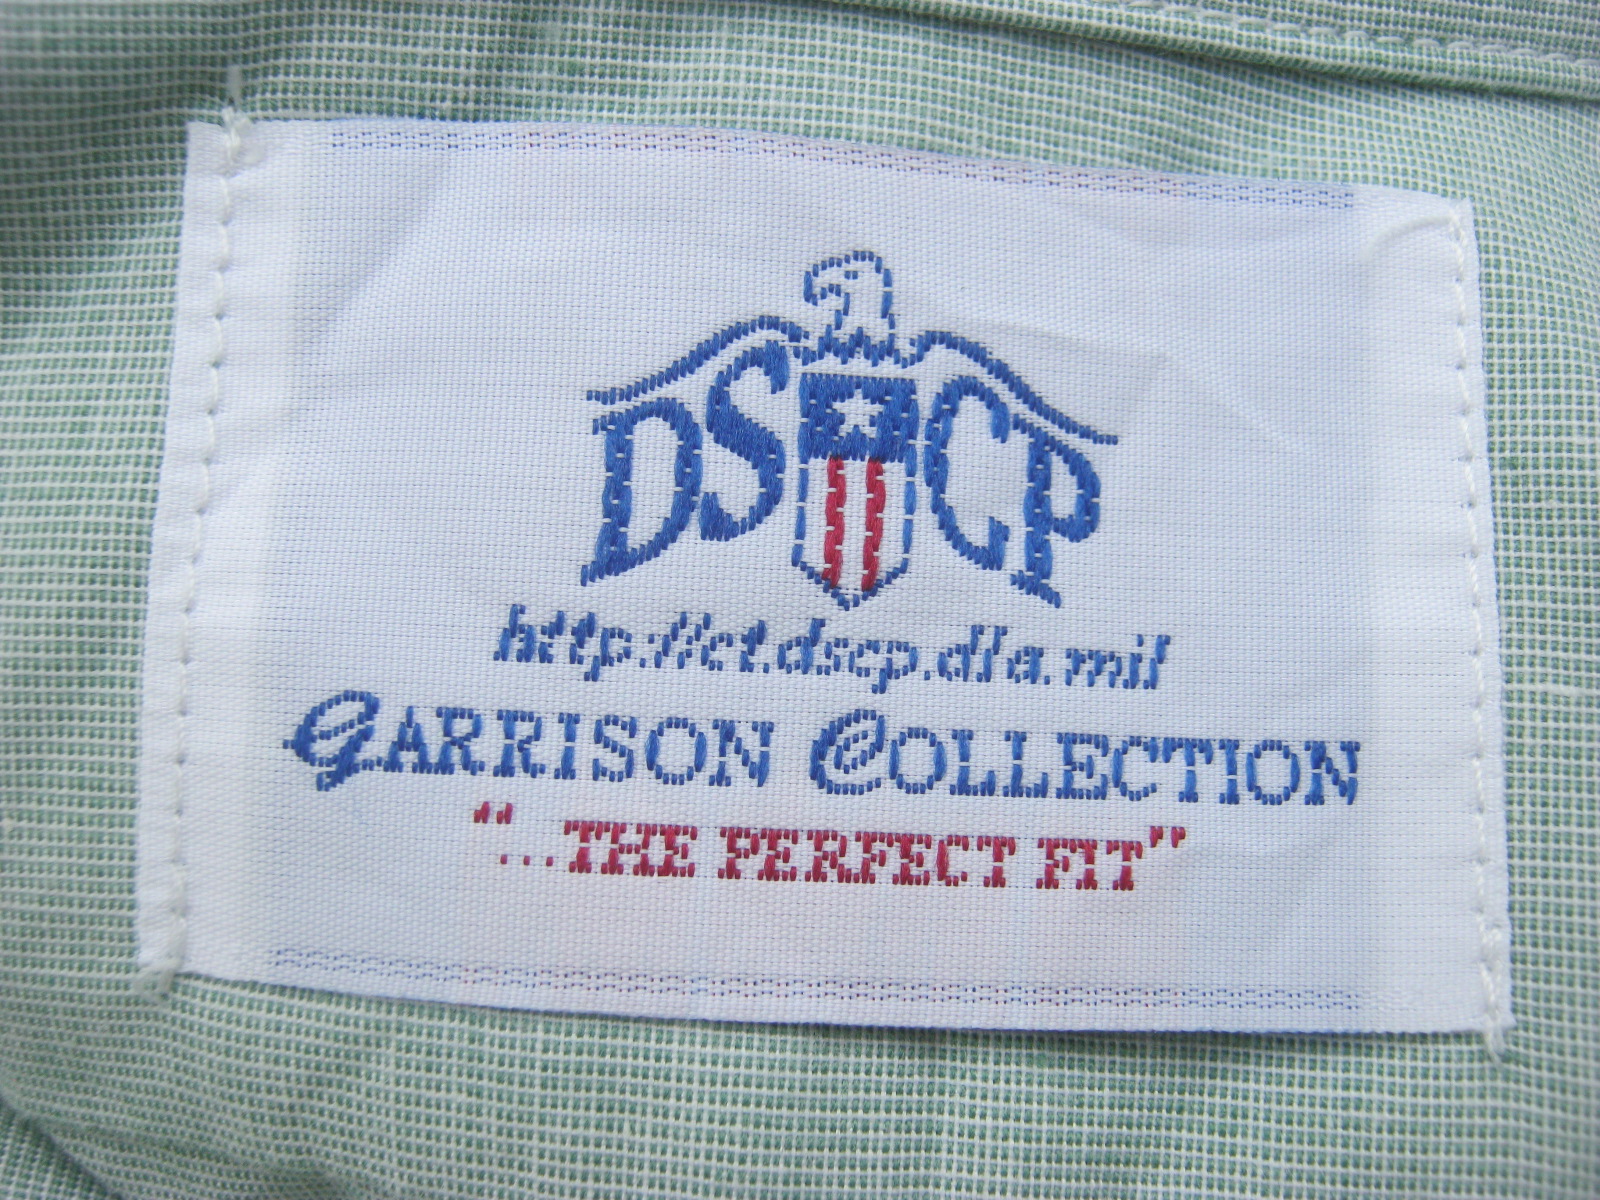 DSCP
http://ct.dscp.dla.mil
GARRISON COLLECTION
"...THE PERFECT FIT"